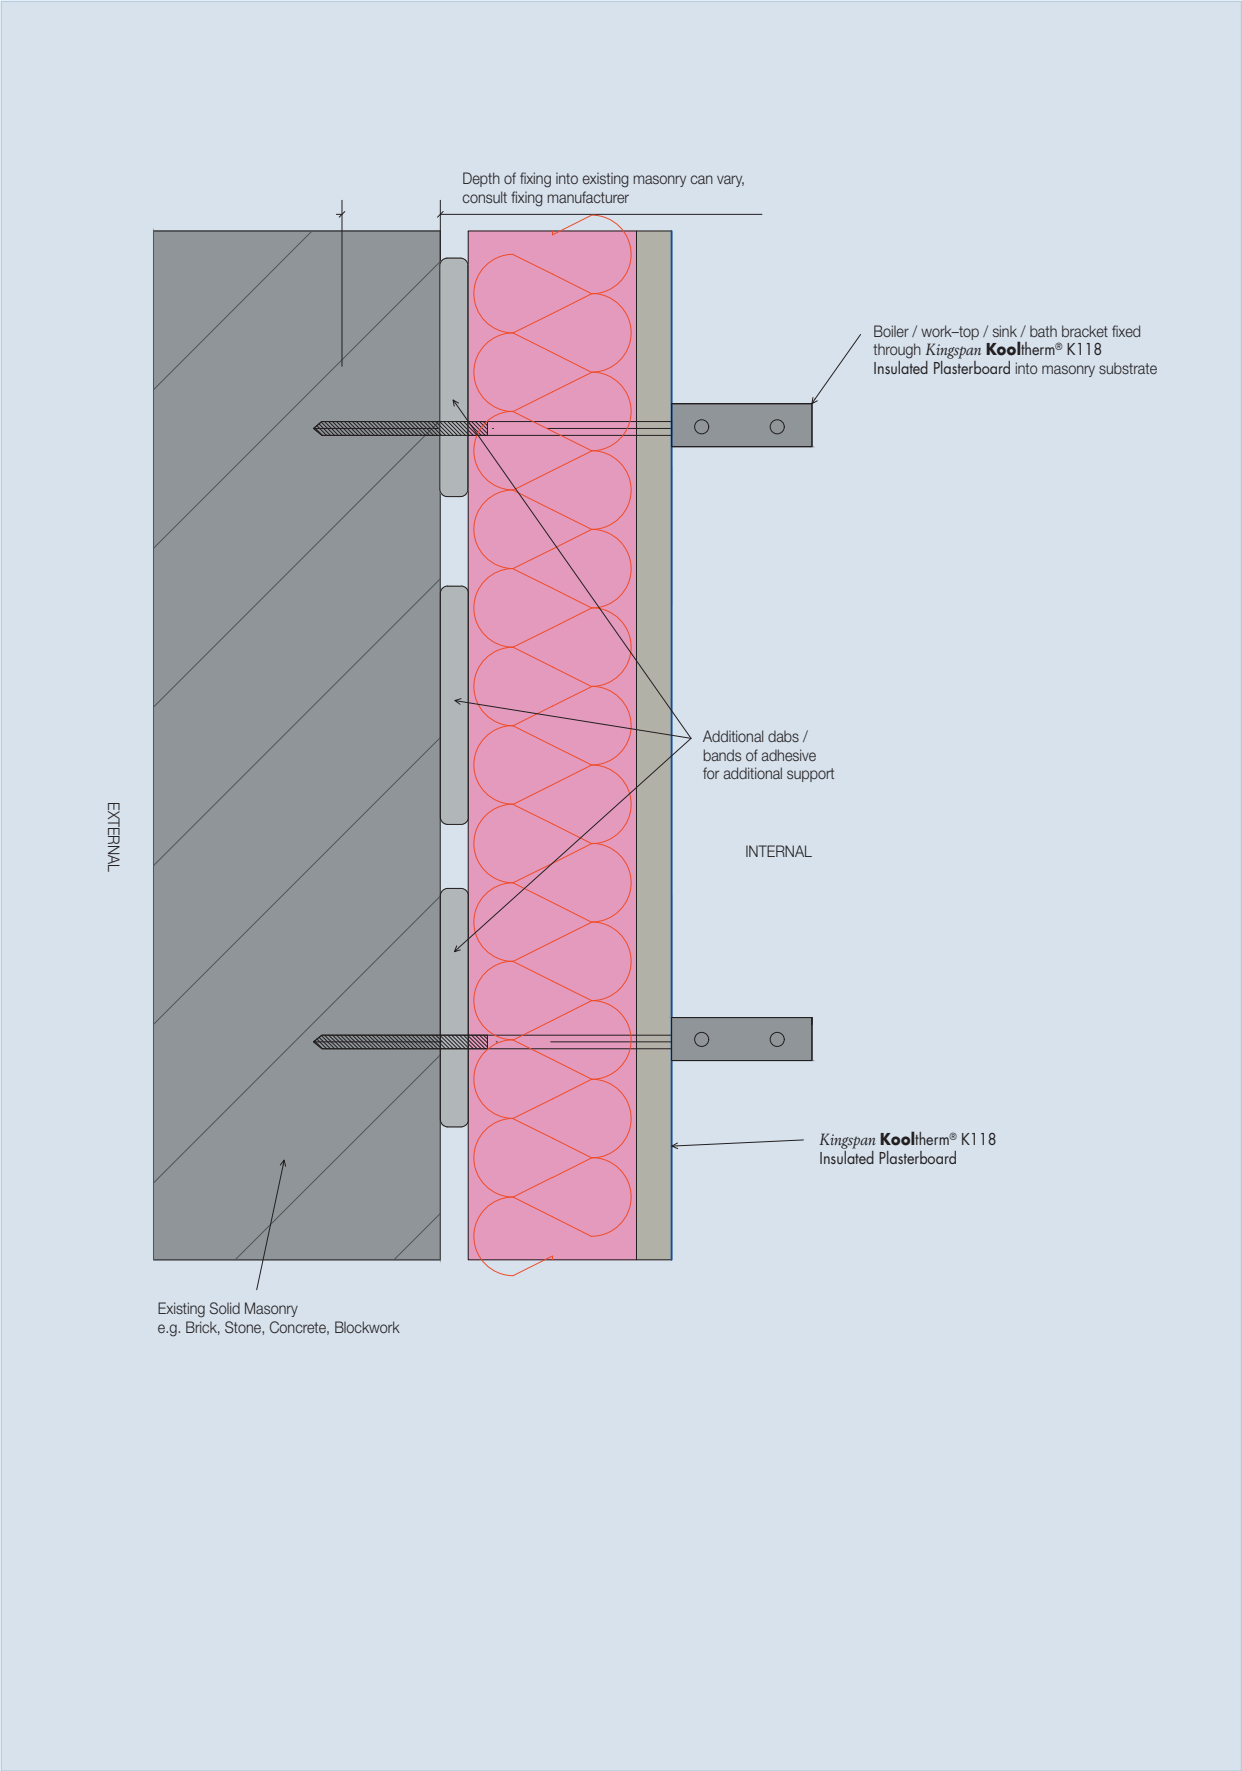 Depth of fixing into existing masonry can vary,
consult fixing manufacturer
Boiler / work–top / sink / bath bracket fixed
through Kingspan Kooltherm® K118
Insulated Plasterboard into masonry substrate
Additional dabs /
bands of adhesive
for additional support
EXTERNAL
INTERNAL
Kingspan Kooltherm® K118
Insulated Plasterboard
Existing Solid Masonry
e.g. Brick, Stone, Concrete, Blockwork